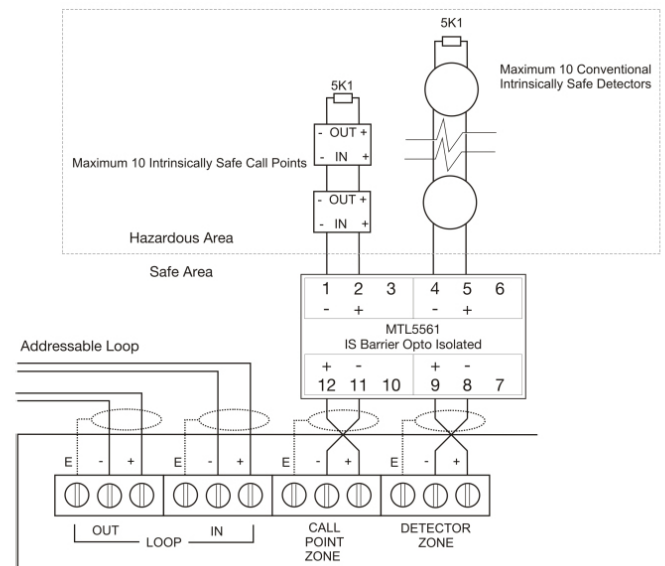 5K1
Maximum 10 Conventional
Intrinsically Safe Detectors
5K1
- OUT +
- IN +
Maximum 10 Intrinsically Safe Call Points
- OUT +
- IN +
Hazardous Area
Safe Area
1 2 3 4 5 6
- + - +
MTL5561
IS Barrier Opto Isolated
+ - + -
12 11 10 9 8 7
Addressable Loop
E - + E - + E - + E - +
OUT IN
LOOP
CALL
POINT
ZONE
DETECTOR
ZONE